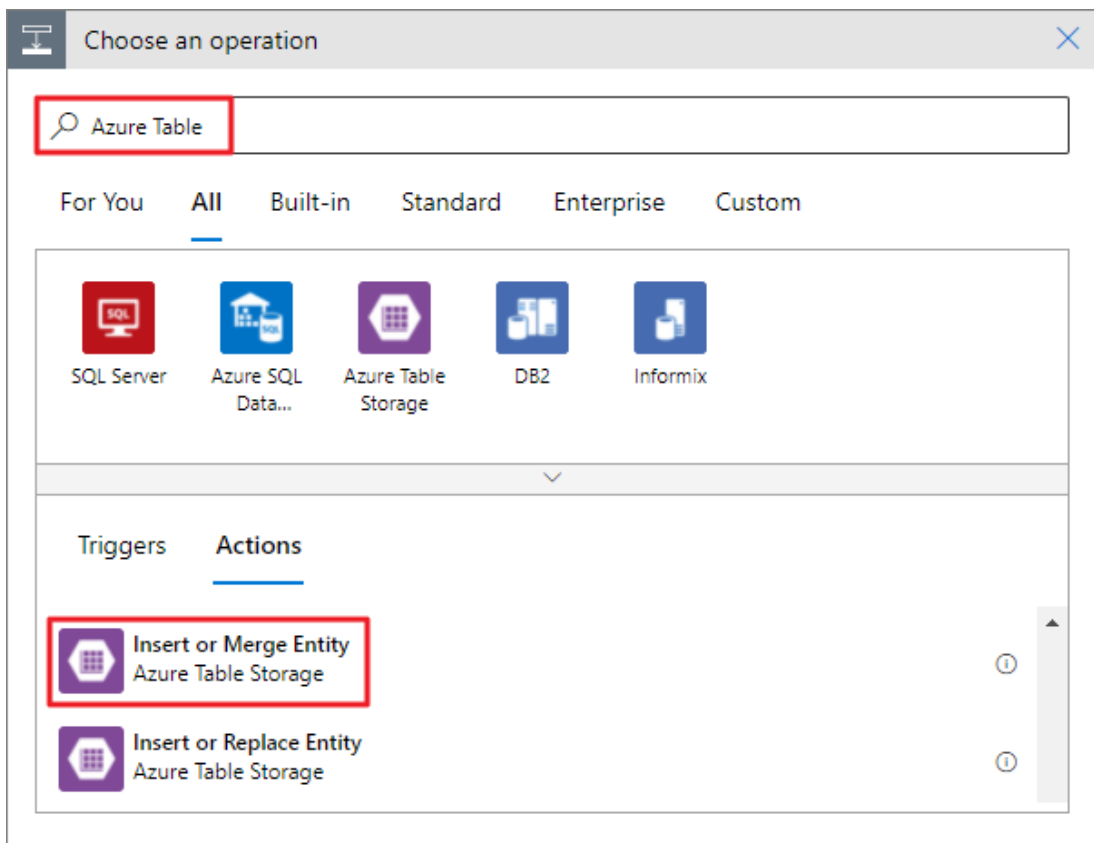 Choose an operation
Azure Table
For You All Built-in Standard Enterprise Custom
SQL Server
Azure SQL
Data...
Azure Table
Storage
DB2
Informix
Triggers Actions
Insert or Merge Entity
Azure Table Storage
Insert or Replace Entity
Azure Table Storage